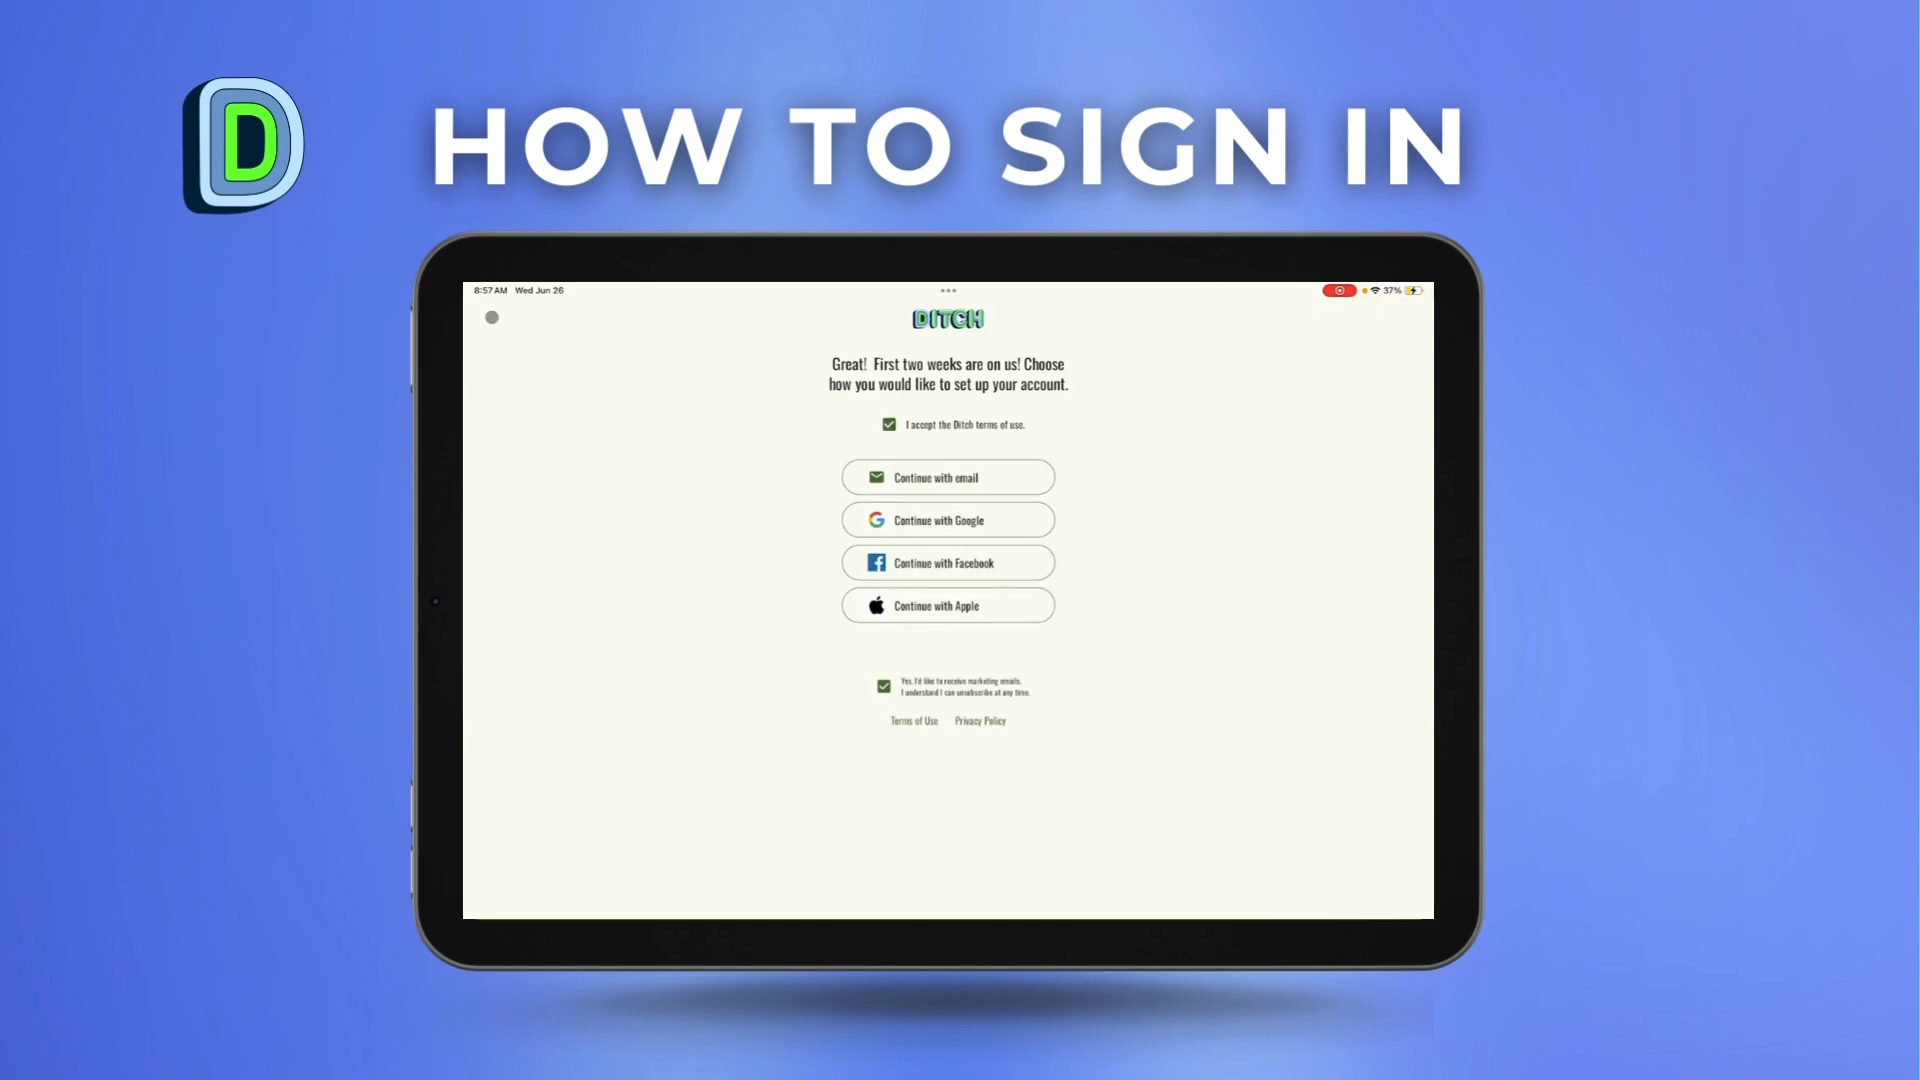 D
HOW TO SIGN IN
8:57 AM Wed Jun 26
37%
DITCH
Great! First two weeks are on us! Choose
how you would like to set up your account.
I accept the Ditch terms of use.
Continue with email
Continue with Google
Continue with Facebook
Continue with Apple
Yes, I'd like to receive marketing emails.
I understand I can unsubscribe at any time.
Terms of Use Privacy Policy